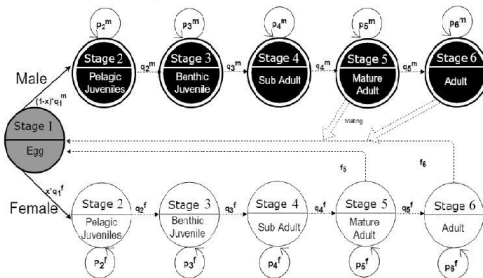 p₂ᵐ p₃ᵐ p₄ᵐ p₅ᵐ p₆ᵐ
Stage 2 Stage 3 Stage 4 Stage 5 Stage 6
Pelagic Juveniles Benthic Juvenile Sub Adult Mature Adult Adult
q₂ᵐ q₃ᵐ q₄ᵐ q₅ᵐ
Male
(1-x)*q₁ᵐ
Mating
Stage 1
Egg
f₅ f₆
x*q₁ᶠ
Female
Stage 2 Stage 3 Stage 4 Stage 5 Stage 6
Pelagic Juveniles Benthic Juvenile Sub Adult Mature Adult Adult
q₂ᶠ q₃ᶠ q₄ᶠ q₅ᶠ
p₂ᶠ p₃ᶠ p₄ᶠ p₅ᶠ p₆ᶠ